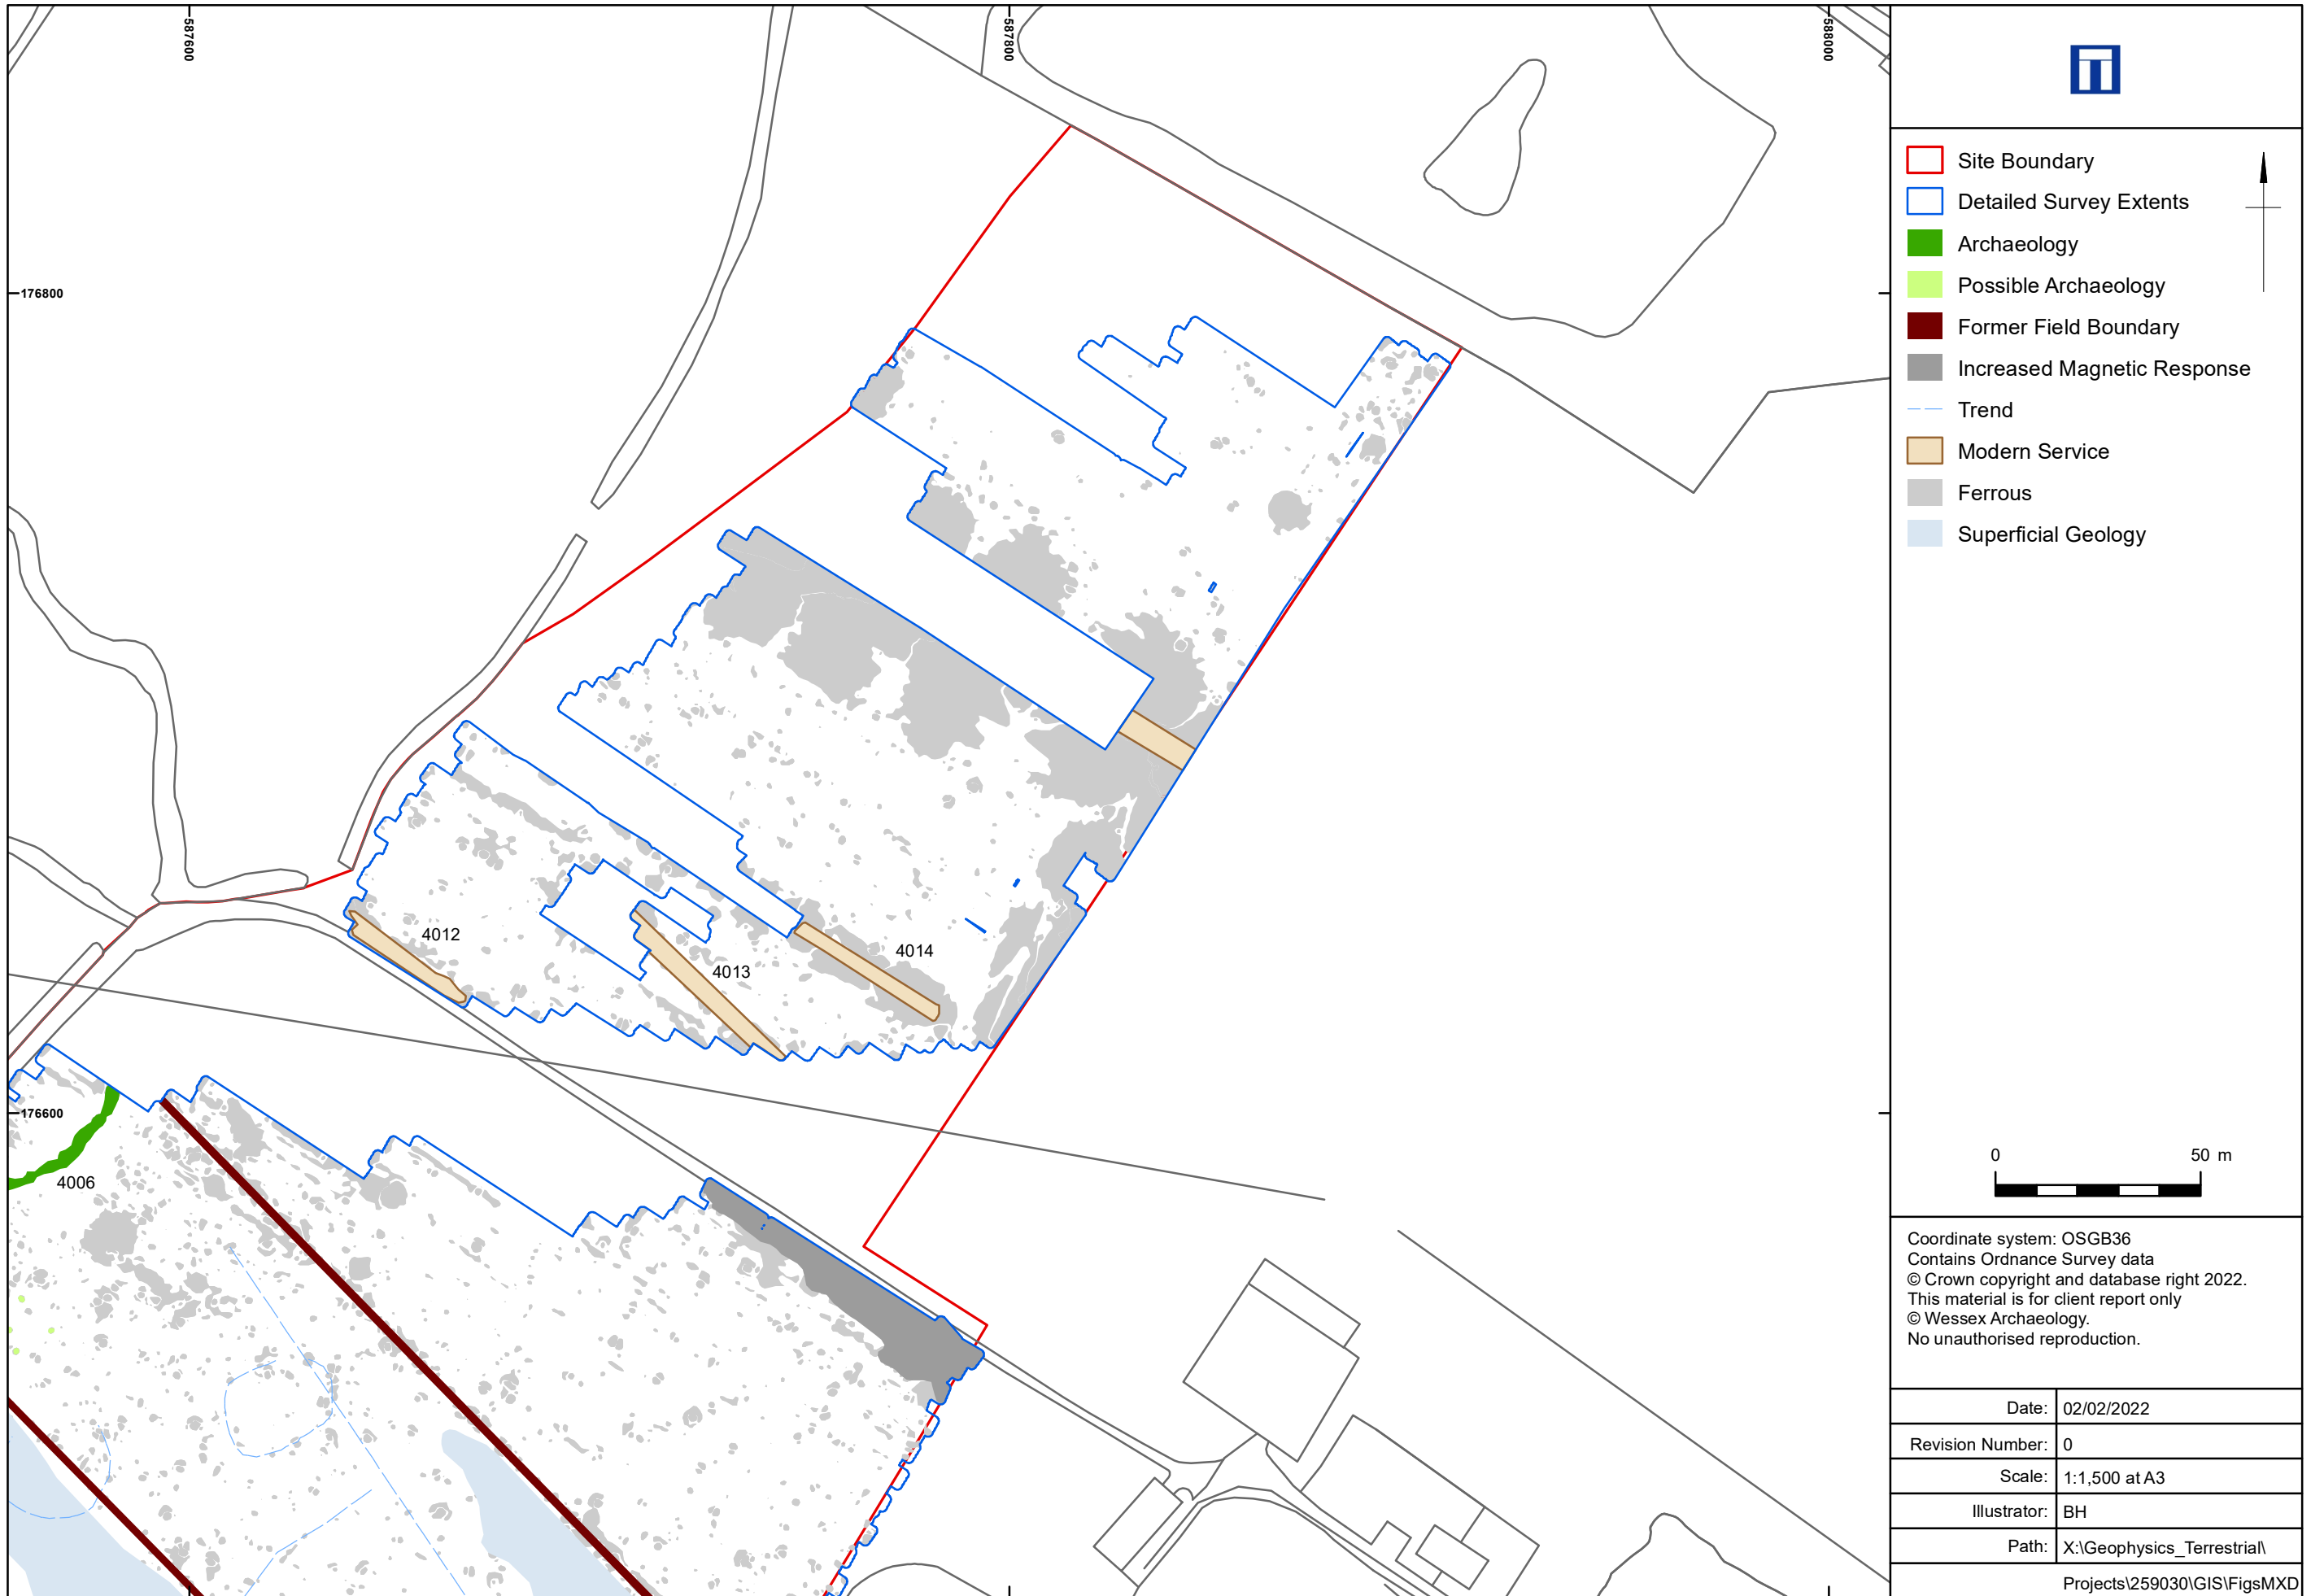 587600
587800
588000
176800
176600
4012
4013
4014
4006
Site Boundary
Detailed Survey Extents
Archaeology
Possible Archaeology
Former Field Boundary
Increased Magnetic Response
Trend
Modern Service
Ferrous
Superficial Geology
0 50 m
Coordinate system: OSGB36
Contains Ordnance Survey data
© Crown copyright and database right 2022.
This material is for client report only
© Wessex Archaeology.
No unauthorised reproduction.
Date: 02/02/2022
Revision Number: 0
Scale: 1:1,500 at A3
Illustrator: BH
Path: X:\Geophysics_Terrestrial\
Projects\259030\GIS\FigsMXD